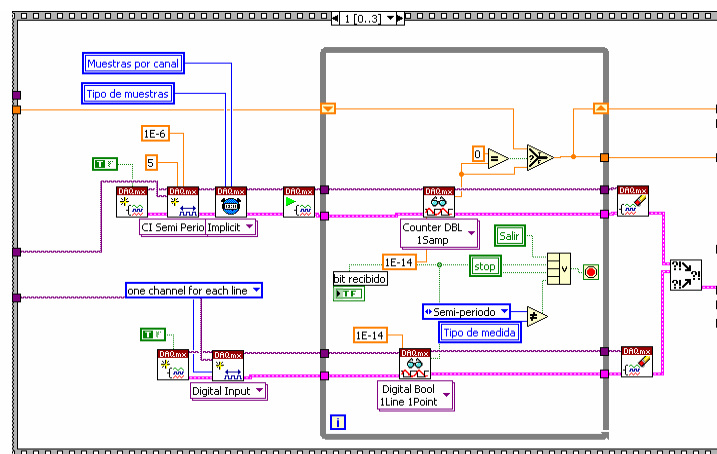 1 [0..3]
Muestras por canal
Tipo de muestras
1E-6
5
T F
DAQmx
DAQmx
DAQmx
DAQmx
CI Semi Perio
Implicit
0
=
? T F
DAQmx
Counter DBL
1Samp
DAQmx
1E-14
bit recibido
TF
Salir
stop
V
?!
?!
one channel for each line
Semi-periodo
≠
Tipo de medida
T F
DAQmx
DAQmx
Digital Input
1E-14
DAQmx
Digital Bool
1Line 1Point
DAQmx
i